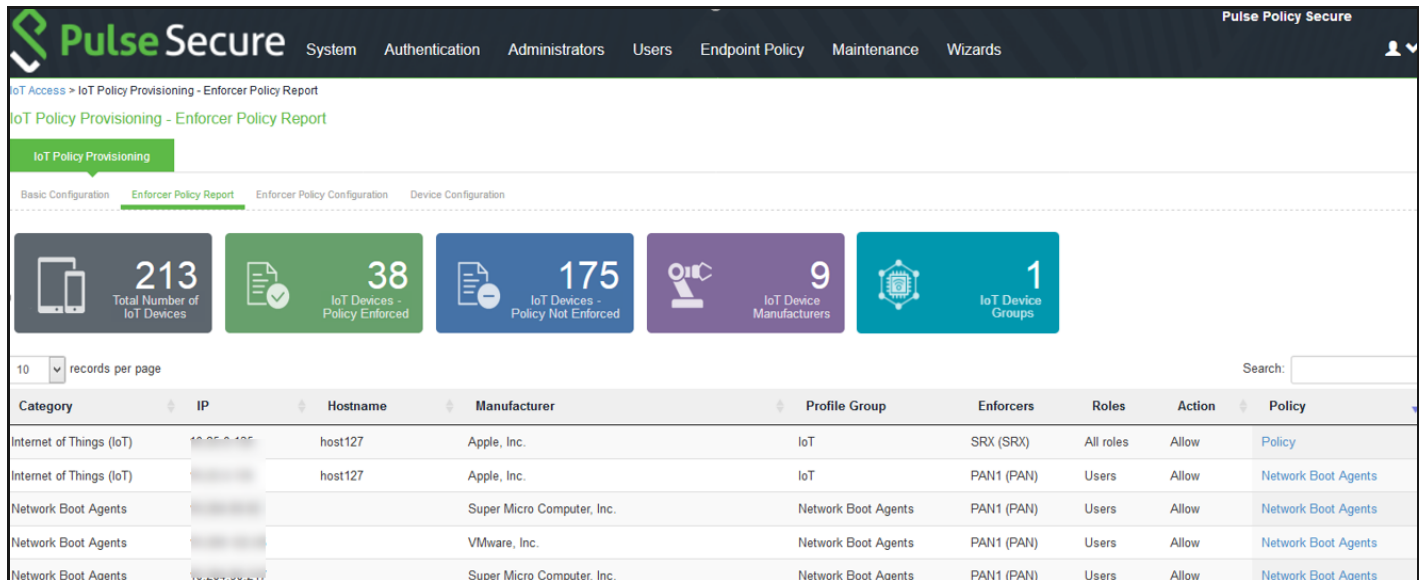 Pulse Policy Secure
Pulse Secure System Authentication Administrators Users Endpoint Policy Maintenance Wizards
IoT Access > IoT Policy Provisioning - Enforcer Policy Report
IoT Policy Provisioning - Enforcer Policy Report
IoT Policy Provisioning
Basic Configuration Enforcer Policy Report Enforcer Policy Configuration Device Configuration
213
Total Number of
IoT Devices
38
IoT Devices -
Policy Enforced
175
IoT Devices -
Policy Not Enforced
9
IoT Device
Manufacturers
1
IoT Device
Groups
10 records per page Search:
Category IP Hostname Manufacturer Profile Group Enforcers Roles Action Policy
Internet of Things (IoT) host127 Apple, Inc. IoT SRX (SRX) All roles Allow Policy
Internet of Things (IoT) host127 Apple, Inc. IoT PAN1 (PAN) Users Allow Network Boot Agents
Network Boot Agents Super Micro Computer, Inc. Network Boot Agents PAN1 (PAN) Users Allow Network Boot Agents
Network Boot Agents VMware, Inc. Network Boot Agents PAN1 (PAN) Users Allow Network Boot Agents
Network Boot Agents Super Micro Computer, Inc. Network Boot Agents PAN1 (PAN) Users Allow Network Boot Agents